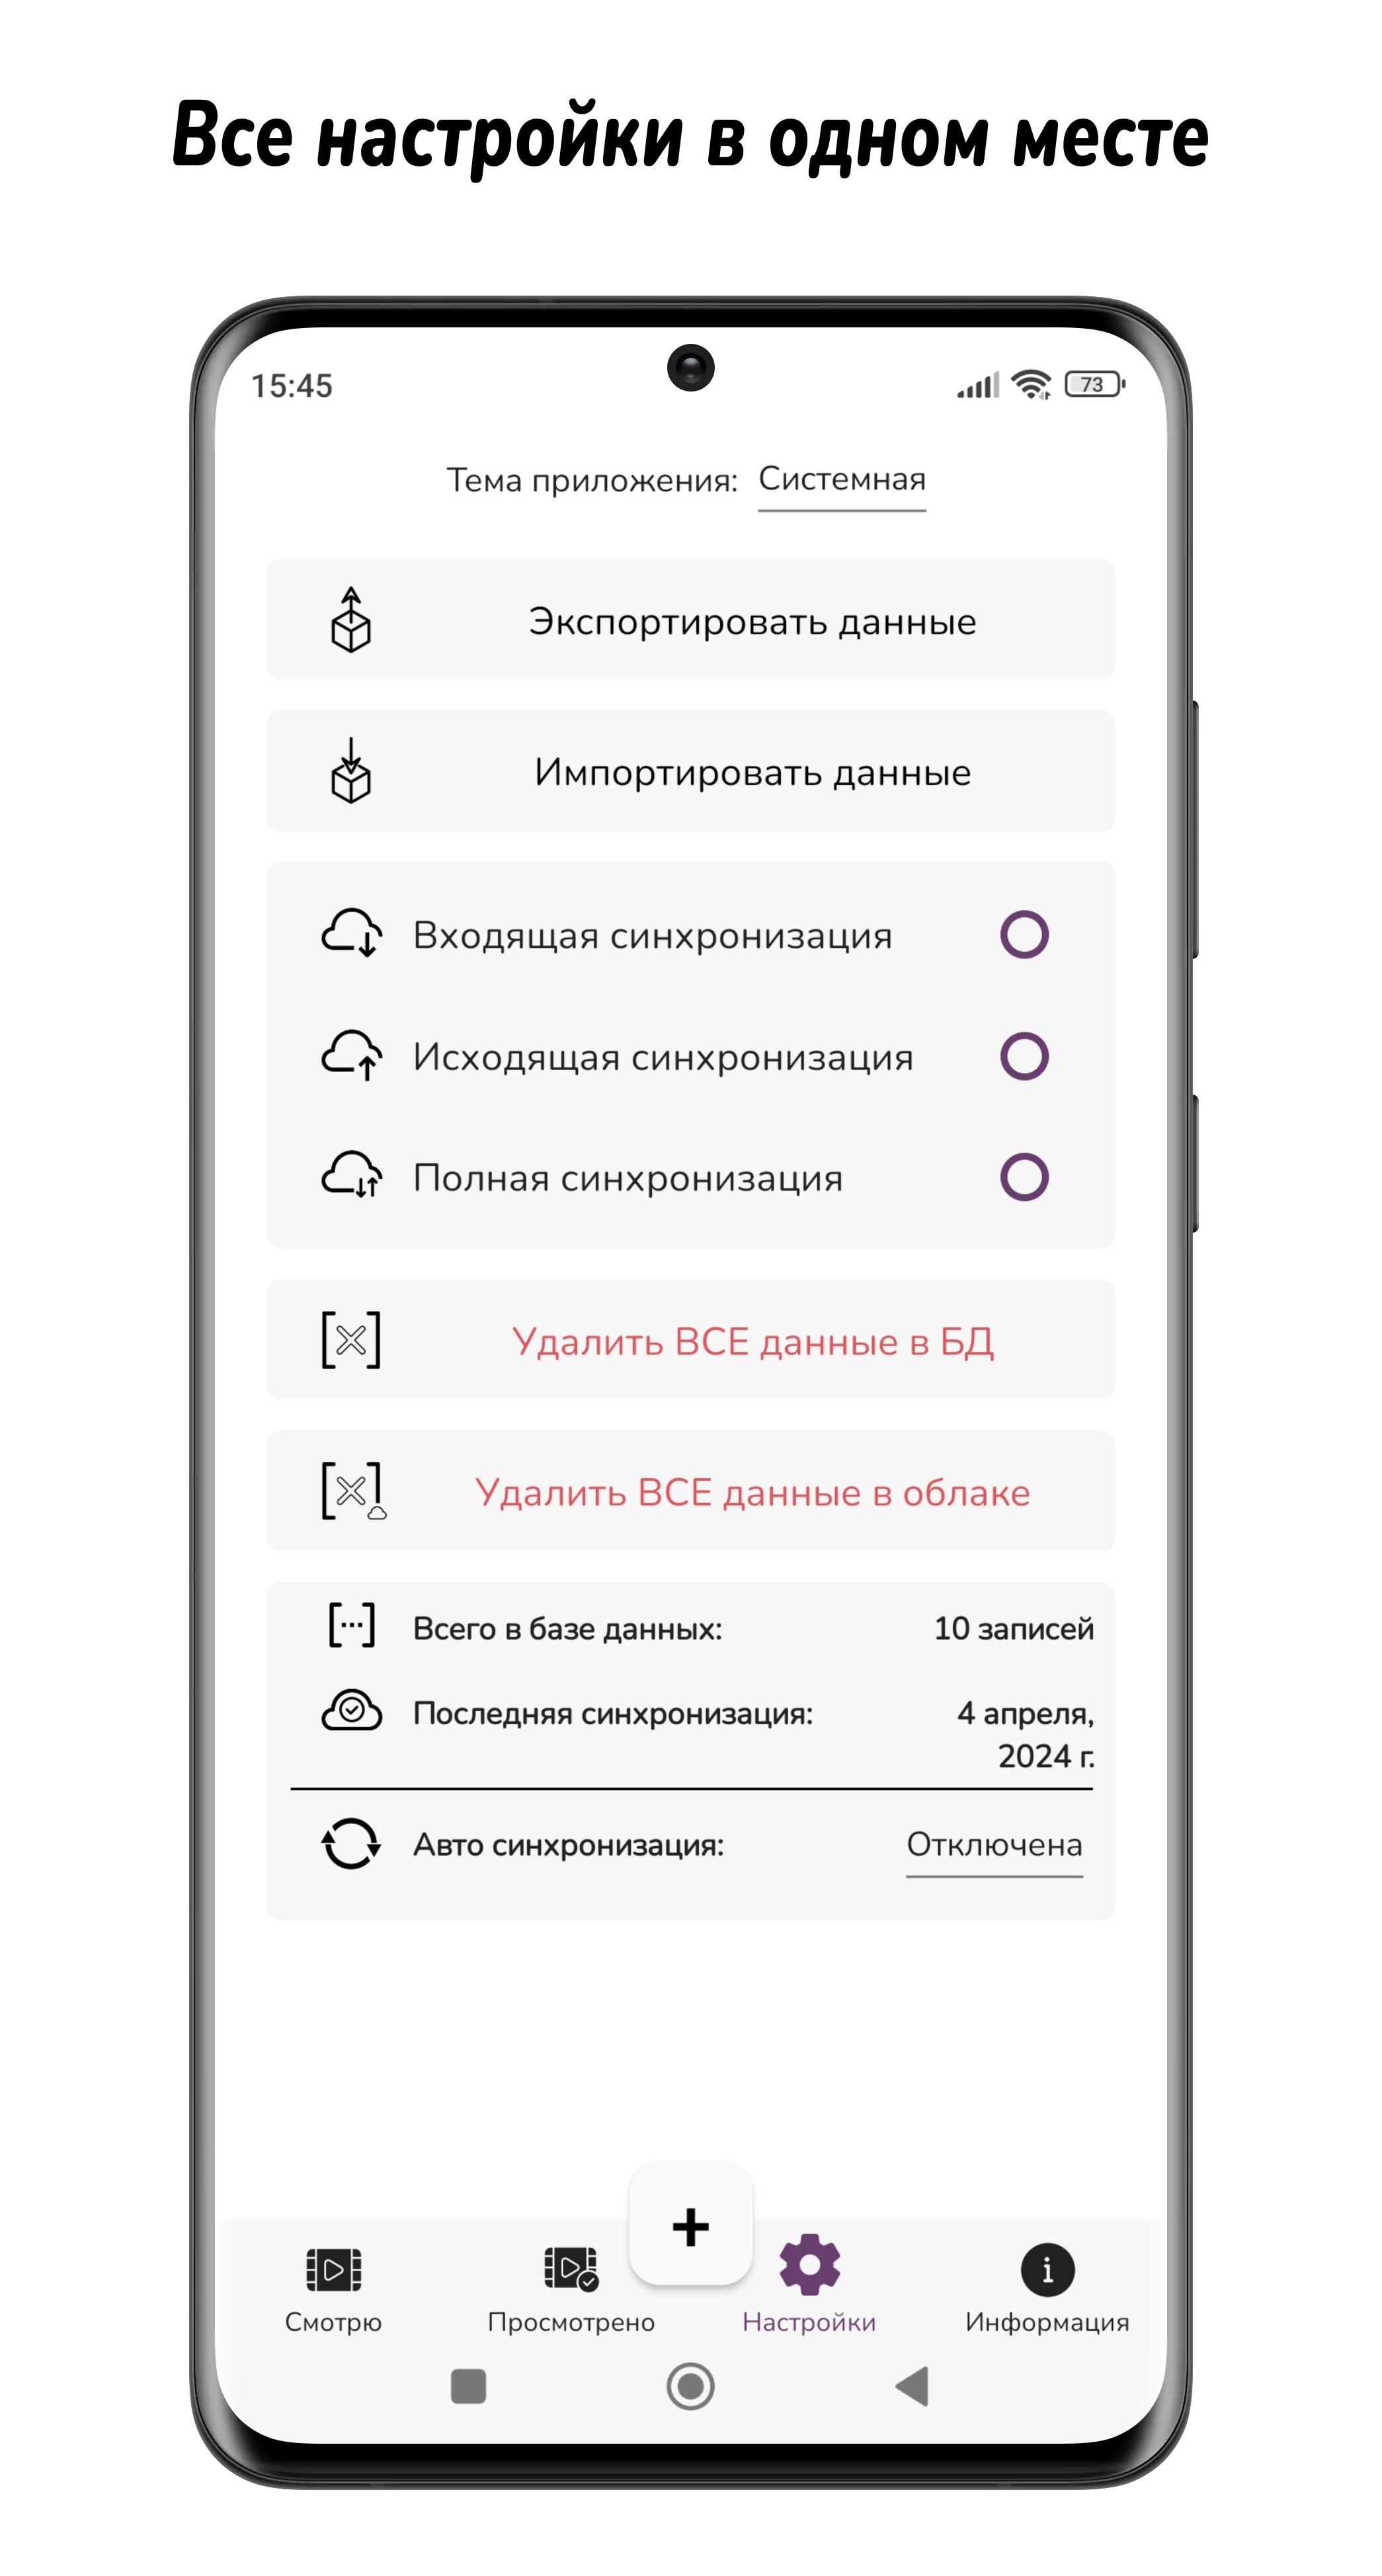 Все настройки в одном месте
15:45
73
Тема приложения: Системная
Экспортировать данные
Импортировать данные
Входящая синхронизация
Исходящая синхронизация
Полная синхронизация
Удалить ВСЕ данные в БД
Удалить ВСЕ данные в облаке
Всего в базе данных: 10 записей
Последняя синхронизация: 4 апреля,
2024 г.
Авто синхронизация: Отключена
Смотрю
Просмотрено
Настройки
Информация